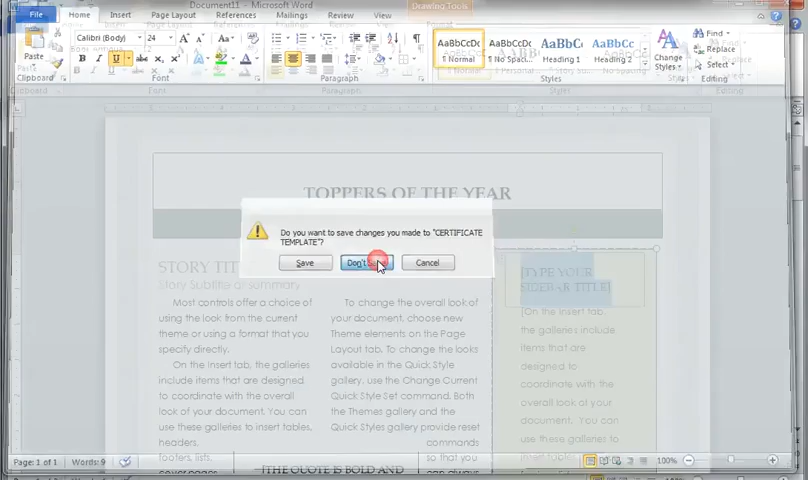 Document11 - Microsoft Word
Drawing Tools
File Home Insert Page Layout References Mailings Review View
Paste
Calibri (Body) 24
B I U
AaBbCcDc AaBbCcDc AaBbC AaBbCc
¶ Normal ¶ No Spaci... Heading 1 Heading 2
Change Styles
Find
Replace
Select
Clipboard Font Paragraph Styles Editing
TOPPERS OF THE YEAR
Do you want to save changes you made to "CERTIFICATE
TEMPLATE"?
Save Cancel
STORY
Story Subtitle or summary
Most controls offer a choice of
using the look from the current
theme or using a format that you
specify directly.
On the insert tab, the galleries
include items that are designed
to coordinate with the overall
look of your document. You can
use these galleries to insert tables,
headers,
footers, lists,
cover pages
To change the overall look of
your document, choose new
Theme elements on the Page
Layout tab. To change the looks
available in the Quick Style
gallery, use the Change Current
Quick Style Set command. Both
the Themes gallery and the
Quick Styles gallery provide reset
commands
so that you
can always
[THE QUOTE IS BOLD AND
[TYPE YOUR
SIDEBAR TITLE]
[On the insert tab,
the galleries include
items that are
designed to
coordinate with the
overall look of your
document. You can
use these galleries to
insert
Page: 1 of 1 Words: 9 100%